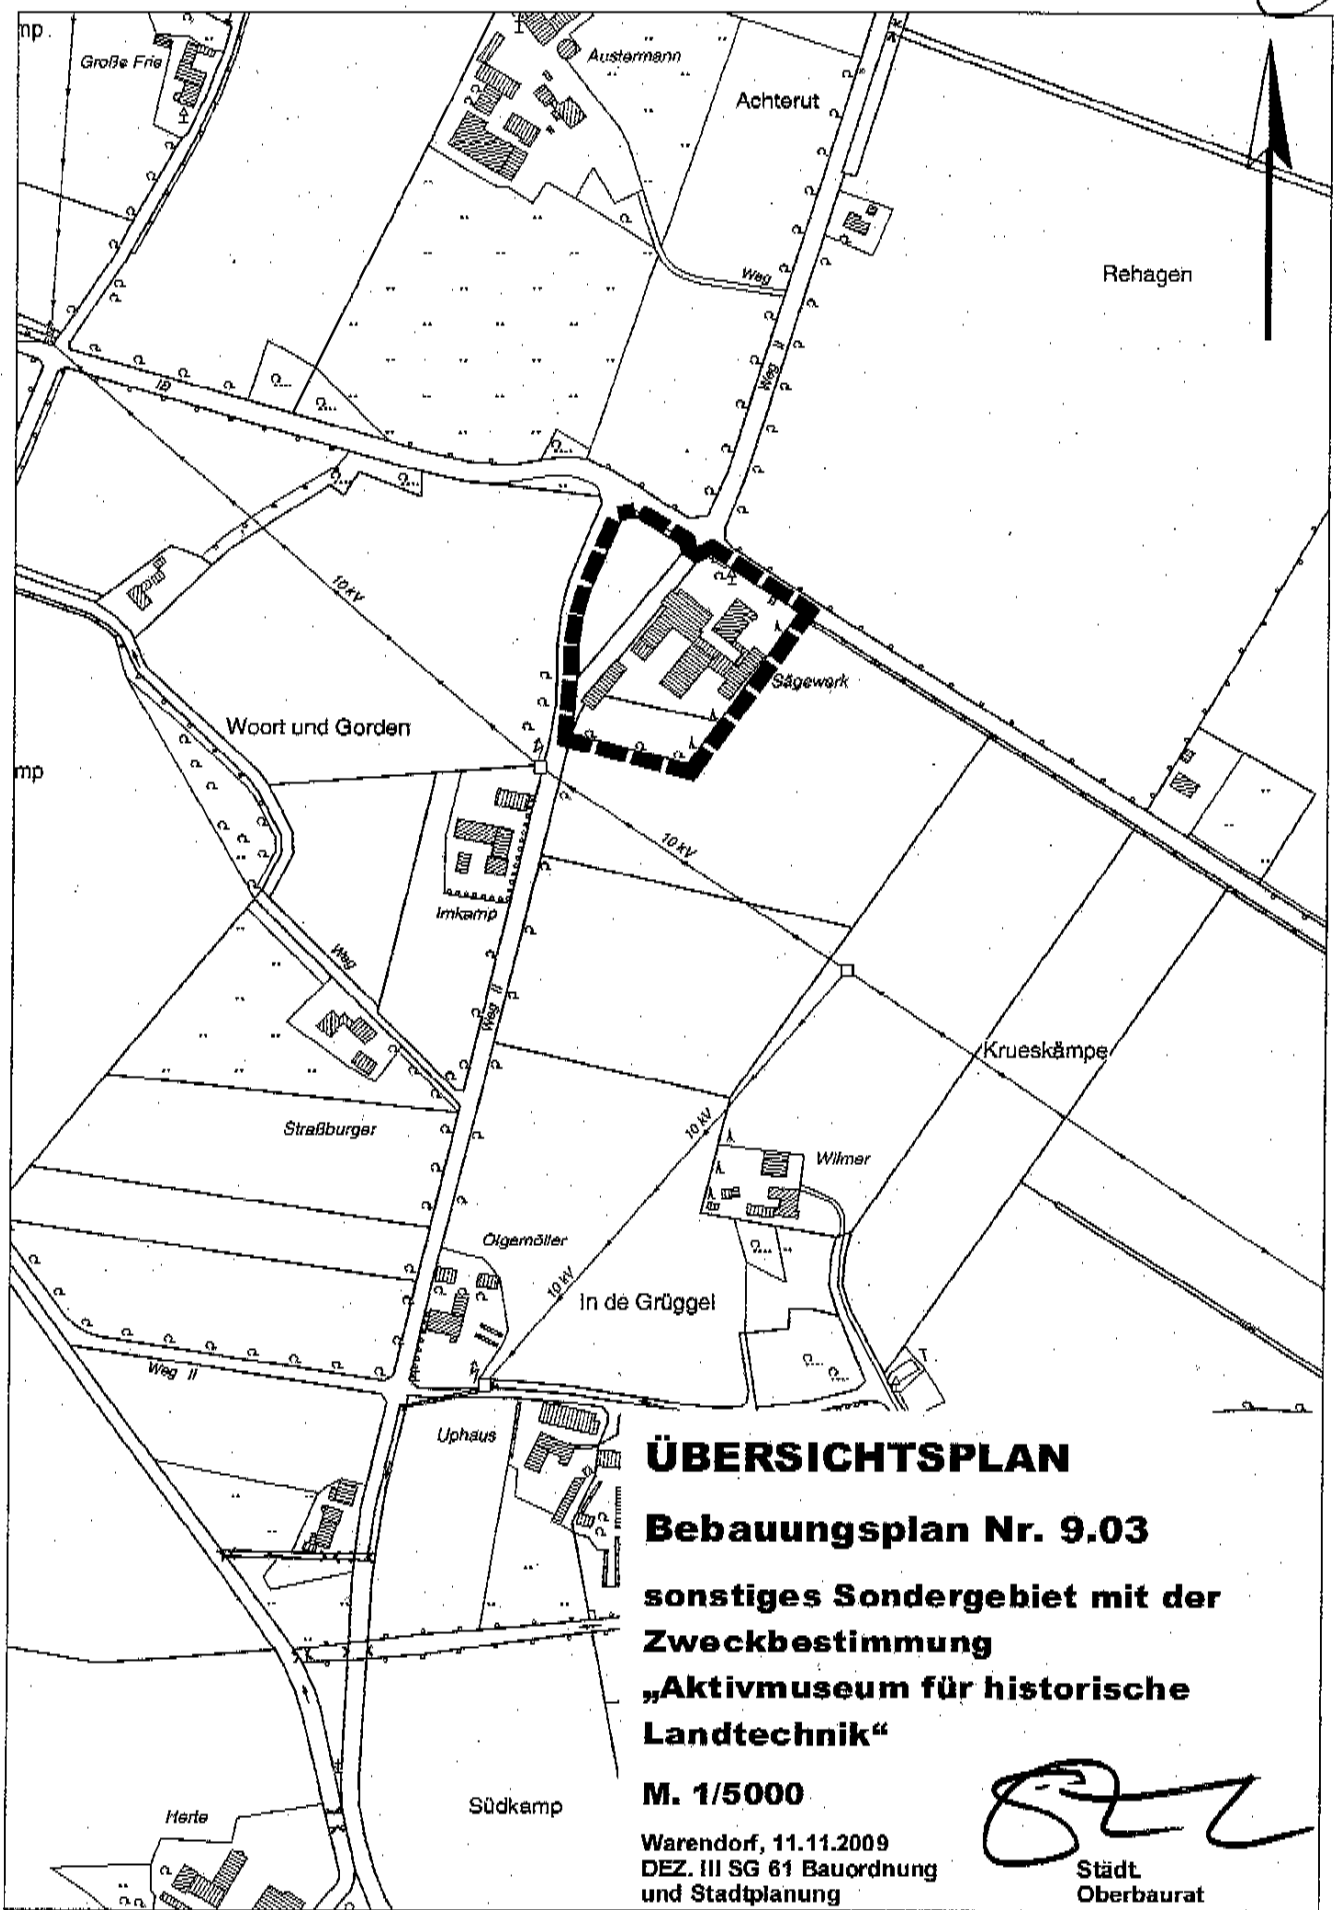 mp
Große Frie
Austermann
Achterut
Rehagen
Weg
Weg II
10 kV
Sägewerk
Woort und Gorden
mp
10 kV
Imkamp
Weg
Weg II
Krueskämpe
Straßburger
10 kV
Wilmer
Olgemöller
10 kV
In de Grüggel
Weg II
T
Uphaus
ÜBERSICHTSPLAN
Bebauungsplan Nr. 9.03
sonstiges Sondergebiet mit der
Zweckbestimmung
„Aktivmuseum für historische
Landtechnik“
M. 1/5000
Südkamp
Herte
Warendorf, 11.11.2009
DEZ. III SG 61 Bauordnung
und Stadtplanung
Städt.
Oberbaurat